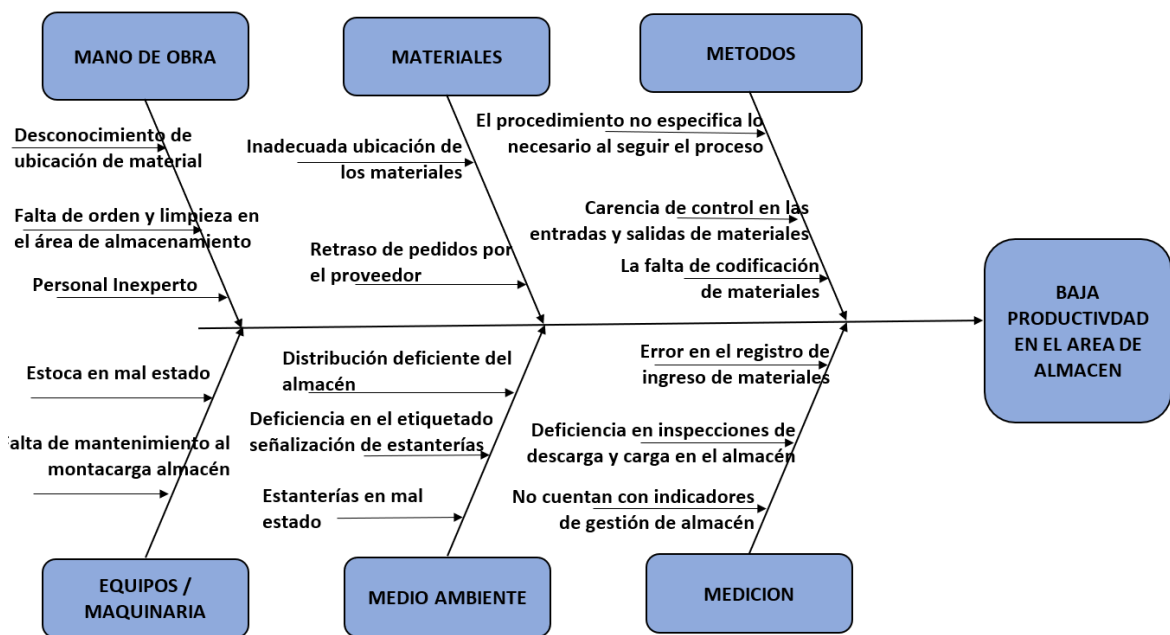 MANO DE OBRA
MATERIALES
METODOS
Desconocimiento de
ubicación de material
Falta de orden y limpieza en
el área de almacenamiento
Personal Inexperto
Inadecuada ubicación de
los materiales
Retraso de pedidos por
el proveedor
El procedimiento no especifica lo
necesario al seguir el proceso
Carencia de control en las
entradas y salidas de materiales
La falta de codificación
de materiales
BAJA
PRODUCTIVDAD
EN EL AREA DE
ALMACEN
Estoca en mal estado
Falta de mantenimiento al
montacarga almacén
Distribución deficiente del
almacén
Deficiencia en el etiquetado
señalización de estanterías
Estanterías en mal
estado
Error en el registro de
ingreso de materiales
Deficiencia en inspecciones de
descarga y carga en el almacén
No cuentan con indicadores
de gestión de almacén
EQUIPOS /
MAQUINARIA
MEDIO AMBIENTE
MEDICION